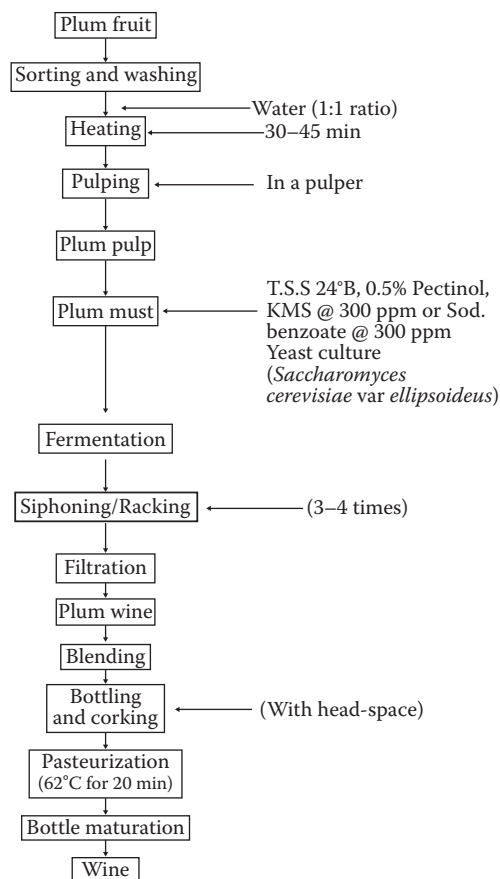 Plum fruit
Sorting and washing
Water (1:1 ratio)
Heating
30–45 min
Pulping
In a pulper
Plum pulp
Plum must
T.S.S 24°B, 0.5% Pectinol,
KMS @ 300 ppm or Sod.
benzoate @ 300 ppm
Yeast culture
(Saccharomyces
cerevisiae var ellipsoideus)
Fermentation
Siphoning/Racking
(3–4 times)
Filtration
Plum wine
Blending
Bottling
and corking
(With head-space)
Pasteurization
(62°C for 20 min)
Bottle maturation
Wine